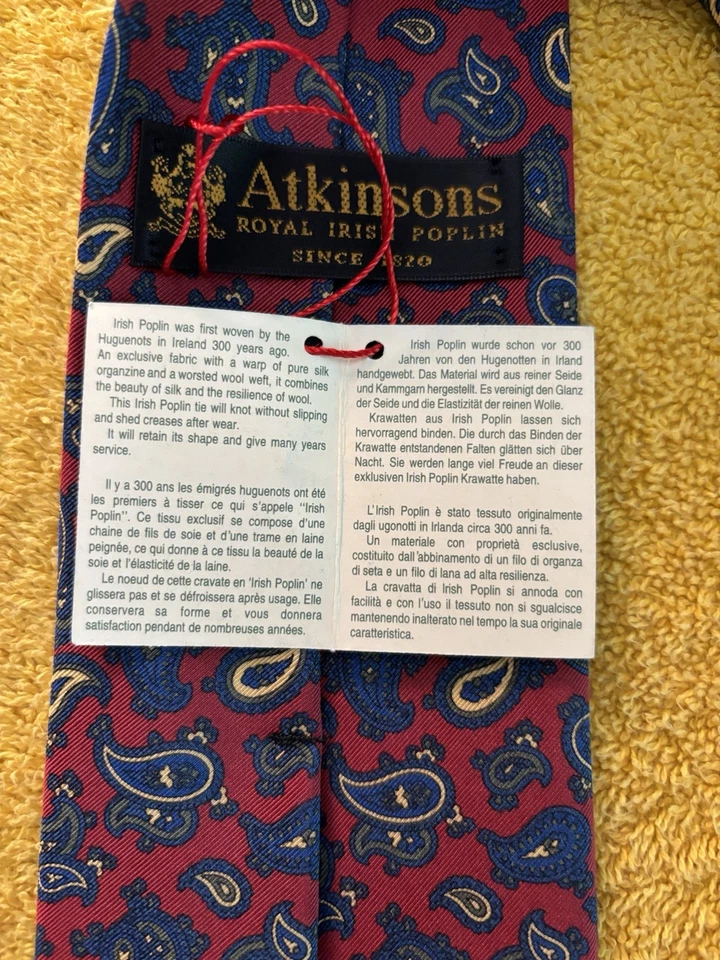 Atkinsons
ROYAL IRISH POPLIN
SINCE 1820
Irish Poplin was first woven by the
Huguenots in Ireland 300 years ago.
An exclusive fabric with a warp of pure silk
organzine and a worsted wool weft, it combines
the beauty of silk and the resilience of wool.
This Irish Poplin tie will knot without slipping
and shed creases after wear.
It will retain its shape and give many years
service.
Il y a 300 ans les émigrés huguenots ont été
les premiers à tisser ce qui s'appelle "Irish
Poplin". Ce tissu exclusif se compose d'une
chaine de fils de soie et d'une trame en laine
peignée, ce qui donne à ce tissu la beauté de la
soie et l'élasticité de la laine.
Le noeud de cette cravate en 'Irish Poplin' ne
glissera pas et se défroissera après usage. Elle
conservera sa forme et vous donnera
satisfaction pendant de nombreuses années.
Irish Poplin wurde schon vor 300
Jahren von den Hugenotten in Irland
handgewebt. Das Material wird aus reiner Seide
und Kammgarn hergestellt. Es vereinigt den Glanz
der Seide und die Elastizität der reinen Wolle.
Krawatten aus Irish Poplin lassen sich
hervorragend binden. Die durch das Binden der
Krawatte entstandenen Falten glätten sich über
Nacht. Sie werden lange viel Freude an dieser
exklusiven Irish Poplin Krawatte haben.
L'Irish Poplin è stato tessuto originalmente
dagli ugonotti in Irlanda circa 300 anni fa.
Un materiale con proprietà esclusive,
costituito dall'abbinamento di un filo di organza
di seta e un filo di lana ad alta resilienza.
La cravatta di Irish Poplin si annoda con
facilità e con l'uso il tessuto non si sgualcisce
mantenendo inalterato nel tempo la sua originale
caratteristica.